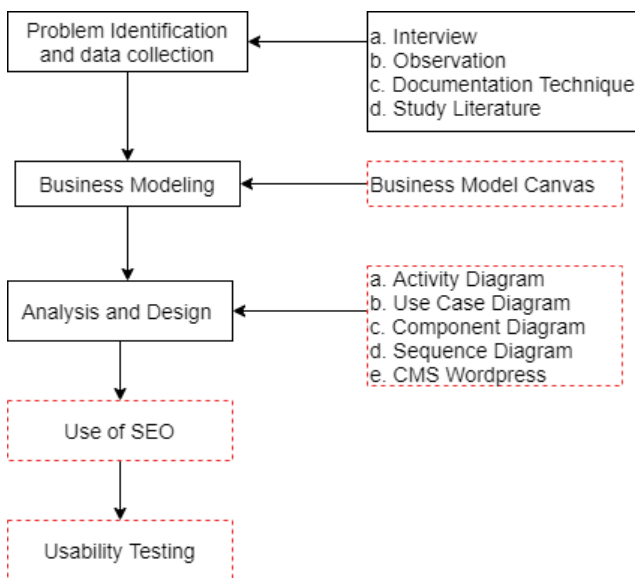 Problem Identification
and data collection
a. Interview
b. Observation
c. Documentation Technique
d. Study Literature
Business Modeling
Business Model Canvas
Analysis and Design
a. Activity Diagram
b. Use Case Diagram
c. Component Diagram
d. Sequence Diagram
e. CMS Wordpress
Use of SEO
Usability Testing